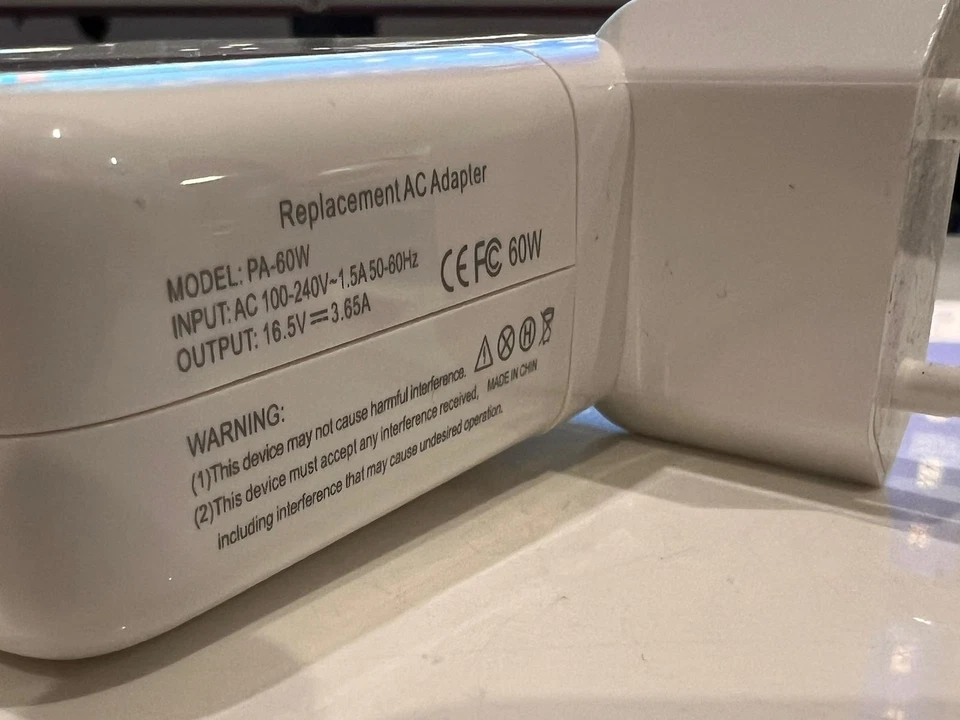 Replacement AC Adapter
MODEL: PA-60W
INPUT: AC 100-240V~1.5A 50-60Hz
OUTPUT: 16.5V⎓3.65A
CE FC 60W
WARNING:
(1)This device may not cause harmful interference.
(2)This device must accept any interference received,
including interference that may cause undesired operation.
MADE IN CHIN